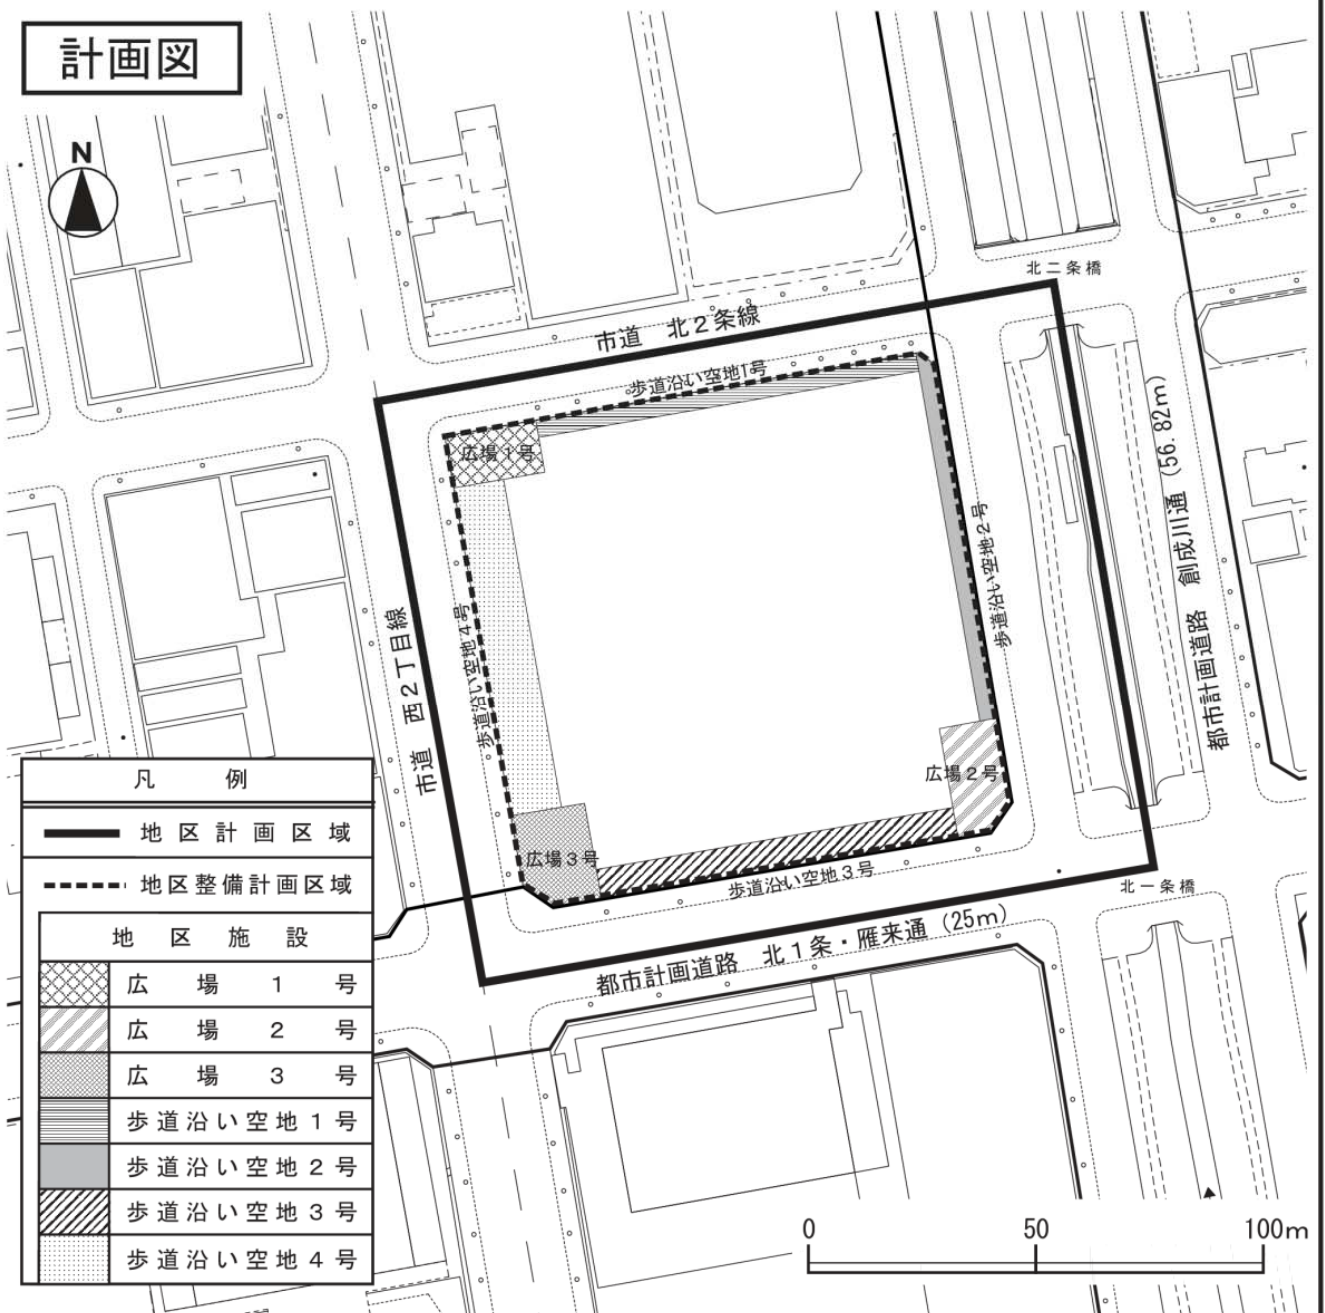 計画図
N
北二条橋
市道 北2条線
歩道沿い空地1号
広場1号
都市計画道路 創成川通 (56.82m)
歩道沿い空地2号
歩道沿い空地4号
市道 西2丁目線
広場2号
広場3号
歩道沿い空地3号
北一条橋
都市計画道路 北1条・雁来通 (25m)
凡例
地区計画区域
地区整備計画区域
地区施設
広場1号
広場2号
広場3号
歩道沿い空地1号
歩道沿い空地2号
歩道沿い空地3号
歩道沿い空地4号
0 50 100m